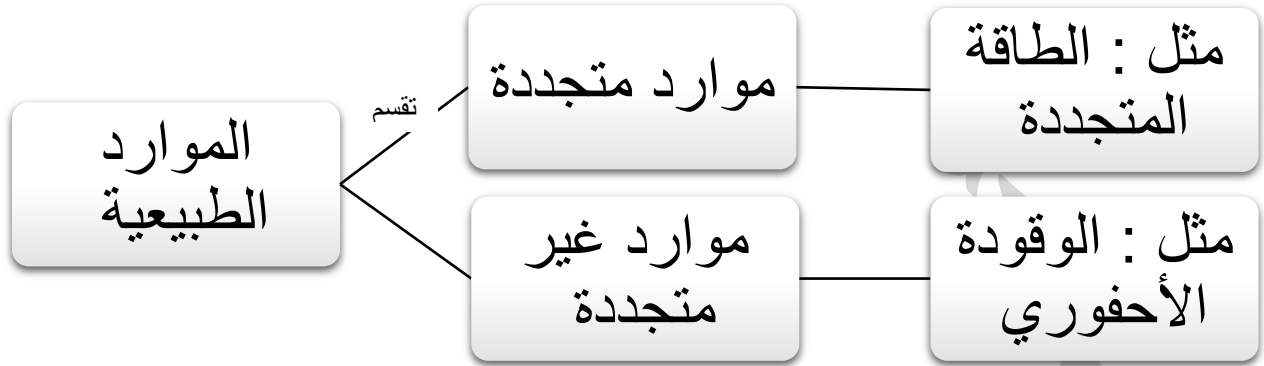 الموارد
الطبيعية
تقسم
موارد متجددة
مثل : الطاقة
المتجددة
موارد غير
متجددة
مثل : الوقودة
الأحفوري